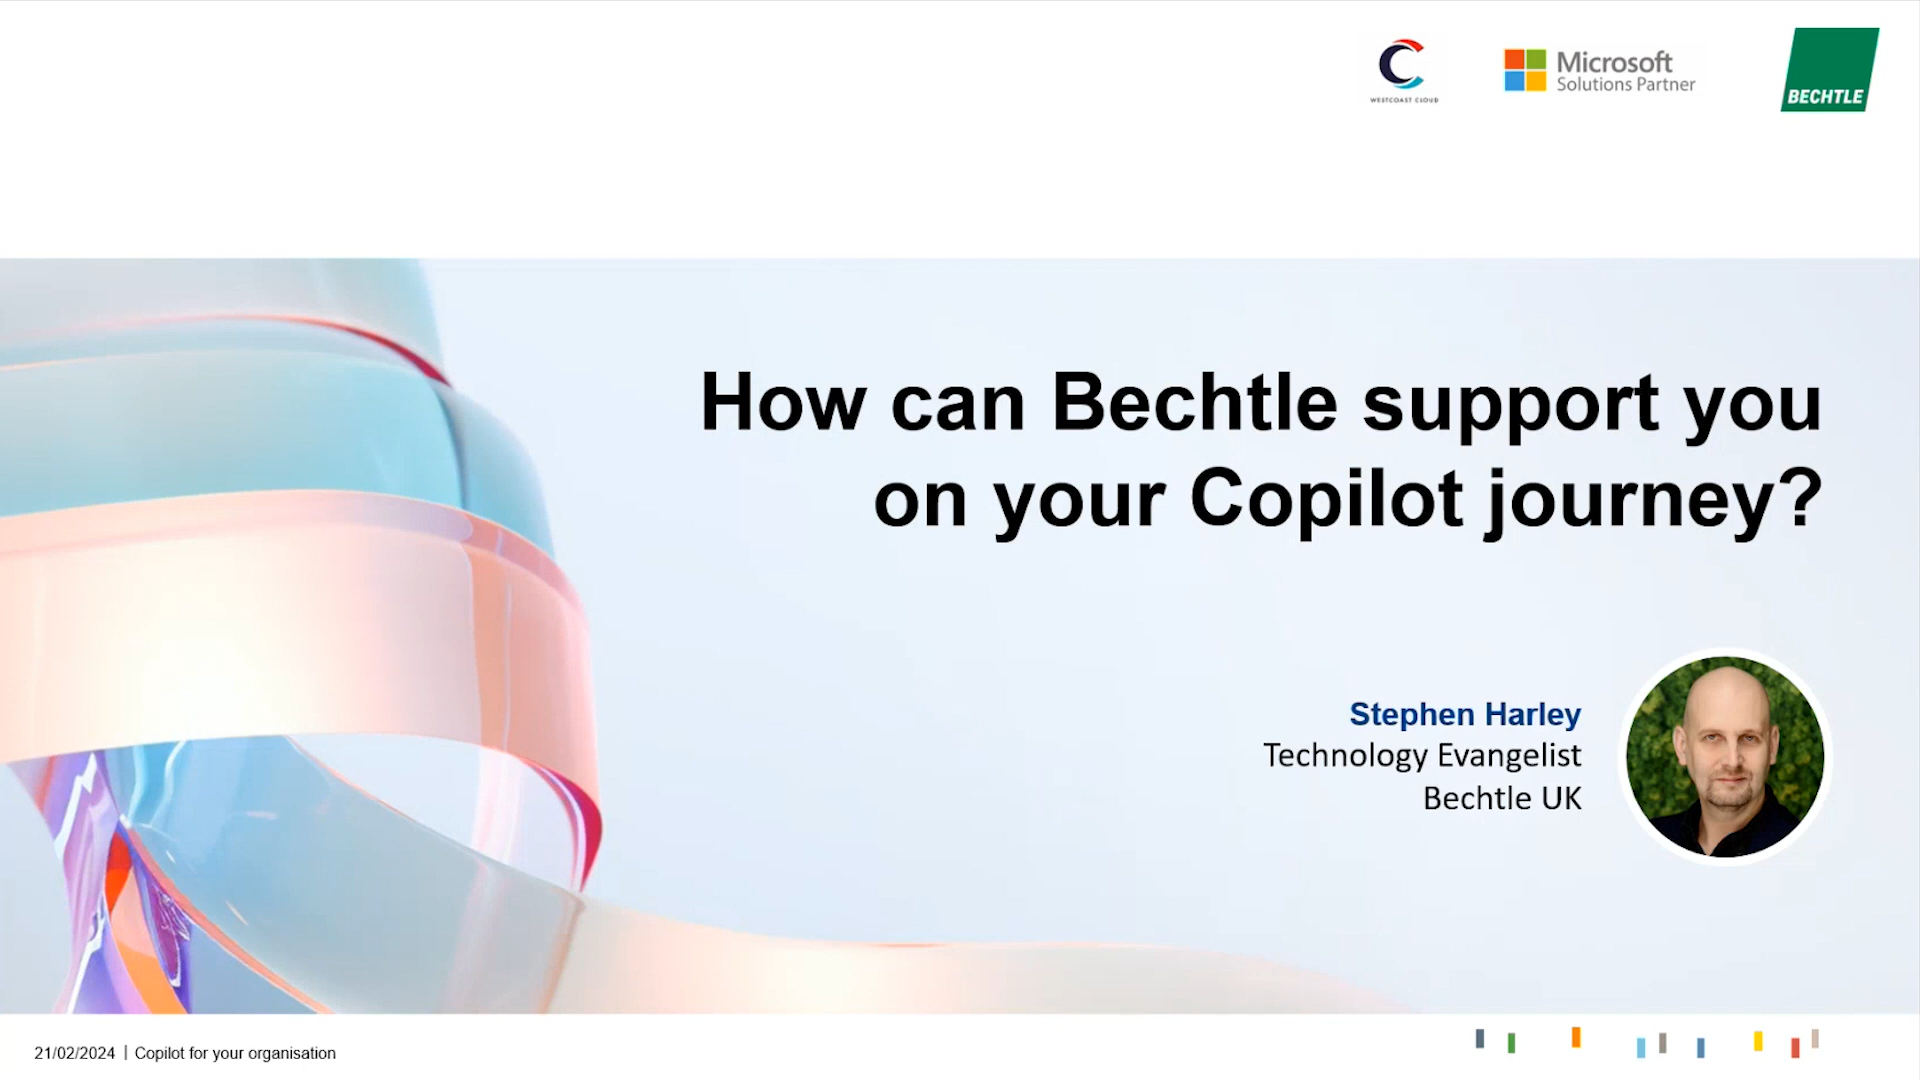 WESTCOAST CLOUD
Microsoft
Solutions Partner
BECHTLE
How can Bechtle support you
on your Copilot journey?
Stephen Harley
Technology Evangelist
Bechtle UK
21/02/2024 | Copilot for your organisation